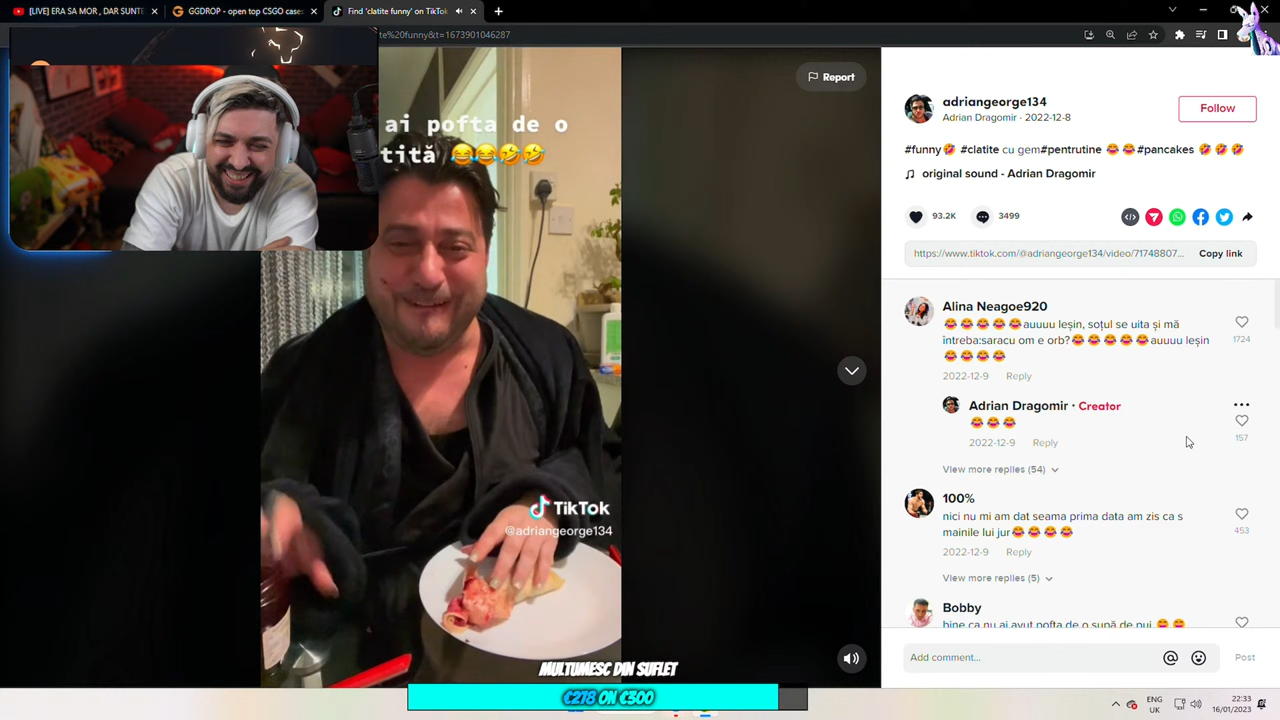 [LIVE] ERA SA MOR , DAR SUNTE
GGDROP - open top CSGO cases
Find 'clatite funny' on TikTok
te%20funny&t=1673901046287
Report
ai pofta de o
tită 😂😂🤣🤣
TikTok
@adriangeorge134
adriangeorge134
Adrian Dragomir · 2022-12-8
Follow
#funny🤣 #clatite cu gem#pentrutine 😂😂#pancakes 🤣🤣🤣
original sound - Adrian Dragomir
93.2K
3499
https://www.tiktok.com/@adriangeorge134/video/71748807...
Copy link
Alina Neagoe920
😂😂😂😂😂auuuu leșin, soțul se uita și mă
întreba:saracu om e orb?😂😂😂😂😂auuuu leșin
😂😂😂😂
1724
2022-12-9 Reply
Adrian Dragomir · Creator
😂😂😂
157
2022-12-9 Reply
View more replies (54)
100%
nici nu mi am dat seama prima data am zis ca s
mainile lui jur😂😂😂😂
453
2022-12-9 Reply
View more replies (5)
Bobby
bine ca nu ai avut pofta de o supă de pui 😄😄
Add comment...
Post
MULTUMESC DIN SUFLET
€278 ON €300
ENG
UK
22:33
16/01/2023